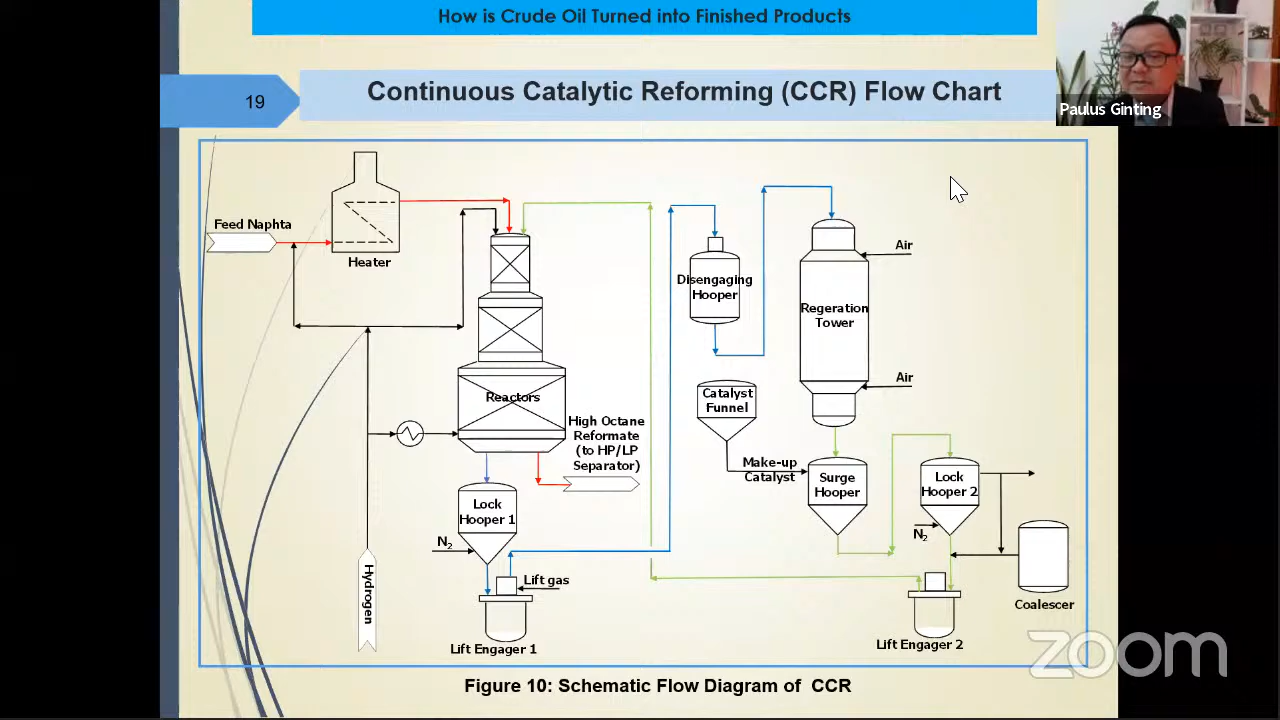 How is Crude Oil Turned into Finished Products
19
Continuous Catalytic Reforming (CCR) Flow Chart
Paulus Ginting
Feed Naphta
Heater
Reactors
High Octane
Reformate
(to HP/LP
Separator)
Hydrogen
Lock
Hooper 1
N2
Lift gas
Lift Engager 1
Disengaging
Hooper
Regeration
Tower
Air
Air
Catalyst
Funnel
Make-up
Catalyst
Surge
Hooper
Lock
Hooper 2
N2
Coalescer
Lift Engager 2
zoom
Figure 10: Schematic Flow Diagram of CCR